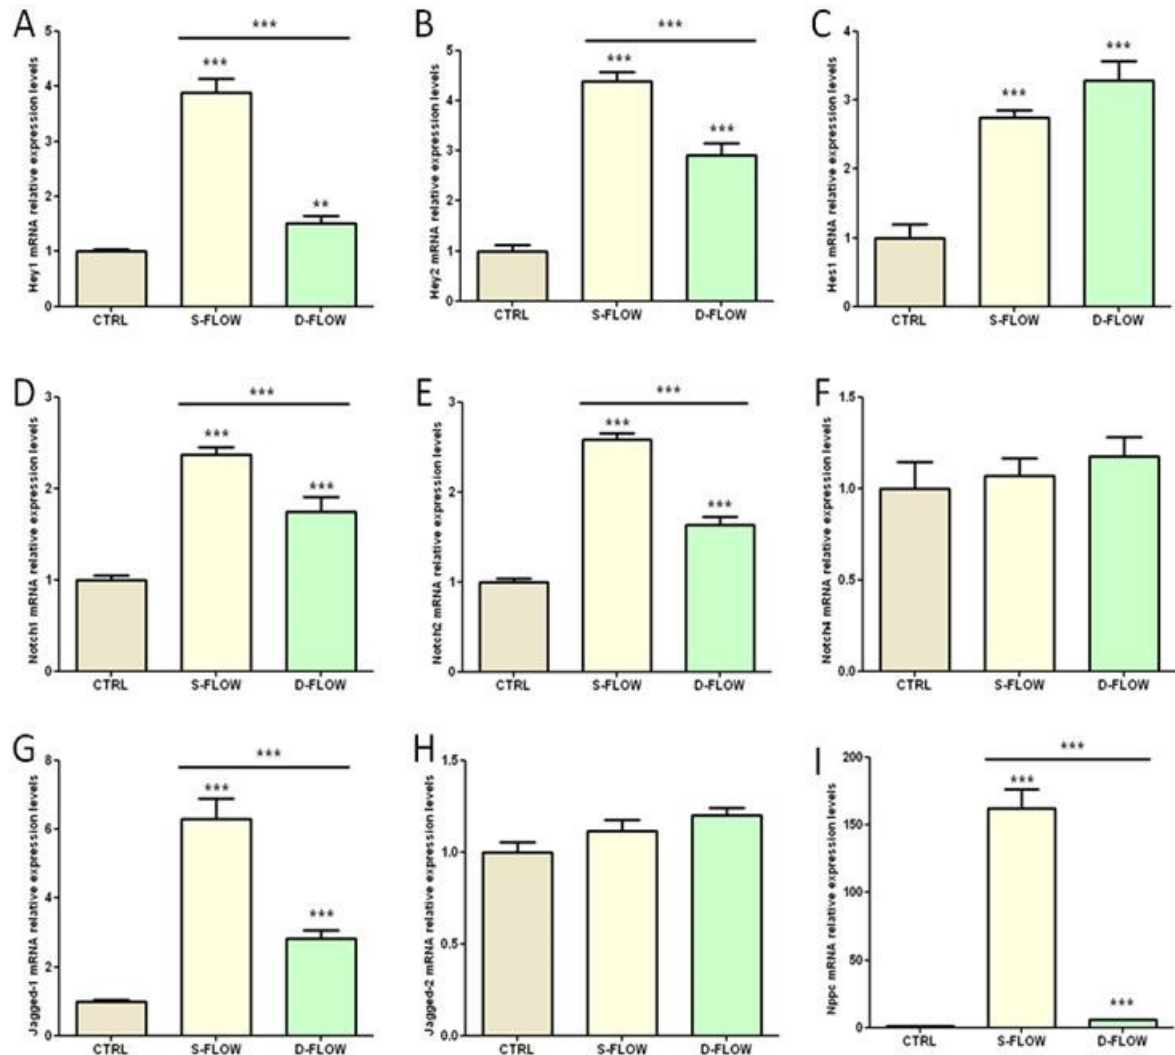 A
Hey1 mRNA relative expression levels
5
4
3
2
1
0
***
***
**
CTRL
S-FLOW
D-FLOW
B
Hey2 mRNA relative expression levels
5
4
3
2
1
0
***
***
***
CTRL
S-FLOW
D-FLOW
C
Hes1 mRNA relative expression levels
4
3
2
1
0
***
***
CTRL
S-FLOW
D-FLOW
D
Notch1 mRNA relative expression levels
3
2
1
0
***
***
***
CTRL
S-FLOW
D-FLOW
E
Notch2 mRNA relative expression levels
3
2
1
0
***
***
***
CTRL
S-FLOW
D-FLOW
F
Notch4 mRNA relative expression levels
1.5
1.0
0.5
0.0
CTRL
S-FLOW
D-FLOW
G
Jagged-1 mRNA relative expression levels
8
6
4
2
0
***
***
***
CTRL
S-FLOW
D-FLOW
H
Jagged-2 mRNA relative expression levels
1.5
1.0
0.5
0.0
CTRL
S-FLOW
D-FLOW
I
Nppc mRNA relative expression levels
200
150
100
50
0
***
***
***
CTRL
S-FLOW
D-FLOW